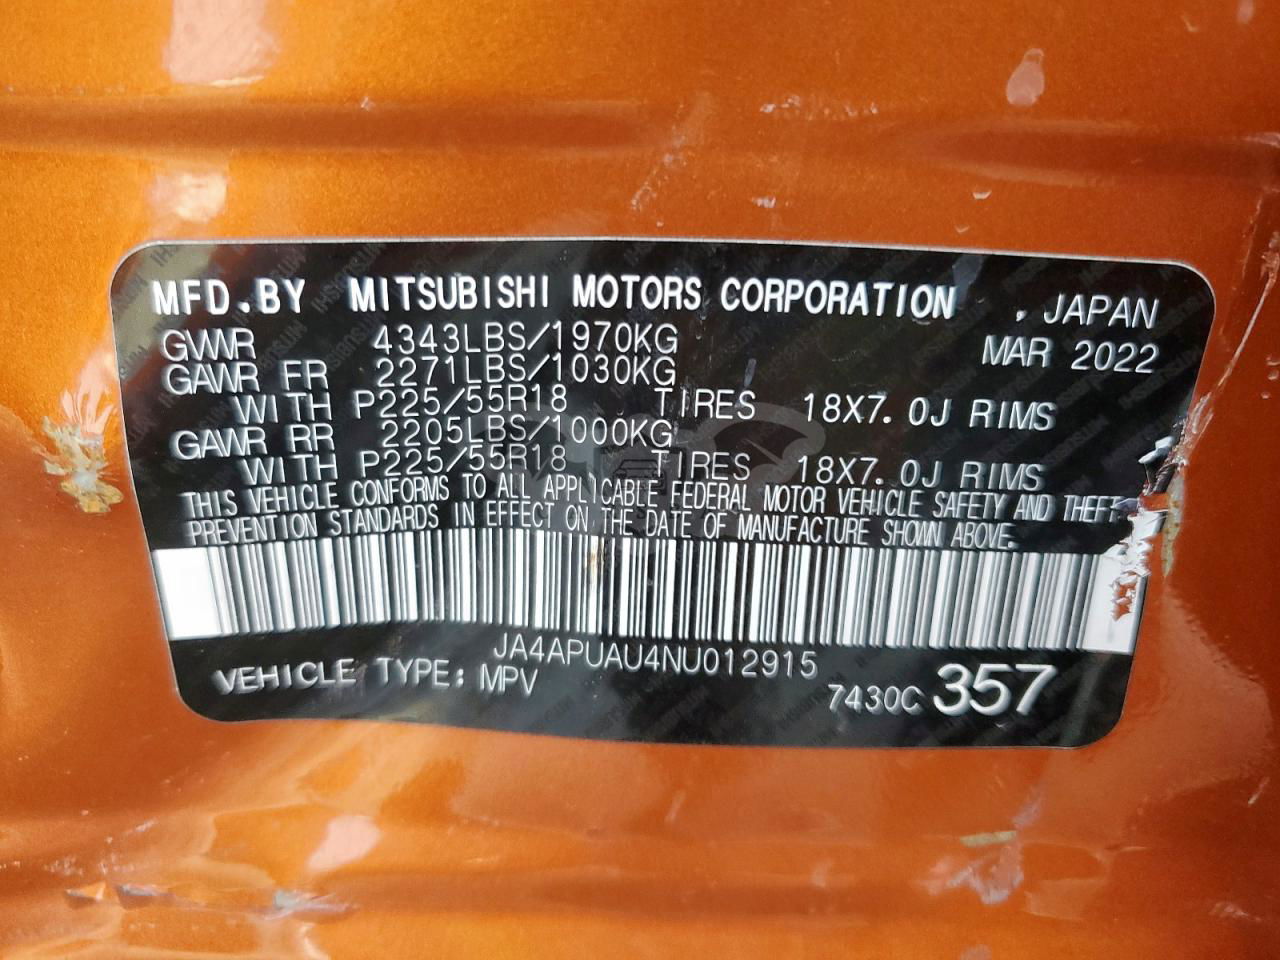 MFD.BY MITSUBISHI MOTORS CORPORATION , JAPAN
GVWR 4343LBS/1970KG MAR 2022
GAWR FR 2271LBS/1030KG
WITH P225/55R18 TIRES 18X7.0J RIMS
GAWR RR 2205LBS/1000KG
WITH P225/55R18 TIRES 18X7.0J RIMS
THIS VEHICLE CONFORMS TO ALL APPLICABLE FEDERAL MOTOR VEHICLE SAFETY AND THEFT
PREVENTION STANDARDS IN EFFECT ON THE DATE OF MANUFACTURE SHOWN ABOVE.
JA4APUAU4NU012915
VEHICLE TYPE: MPV 7430C 357